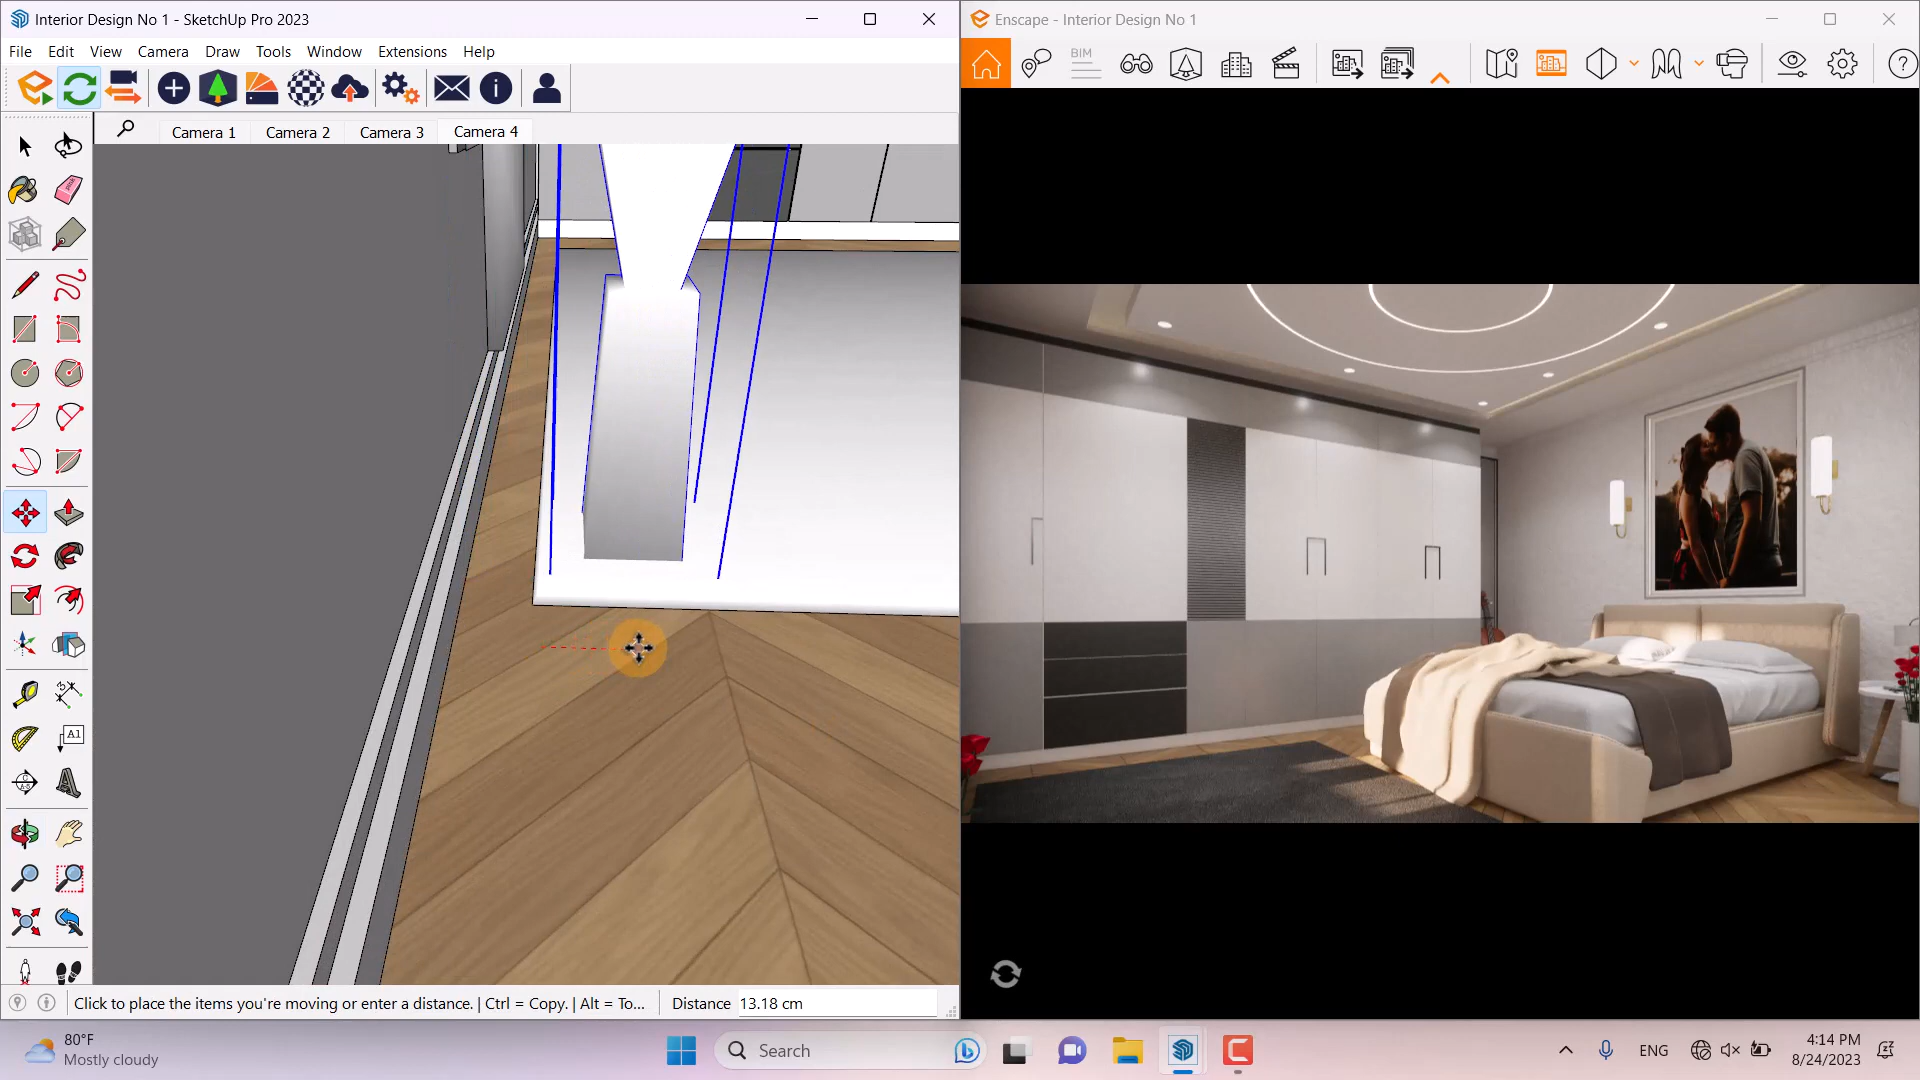 Interior Design No 1 - SketchUp Pro 2023
File Edit View Camera Draw Tools Window Extensions Help
Camera 1 Camera 2 Camera 3 Camera 4
A1
Click to place the items you're moving or enter a distance. | Ctrl = Copy. | Alt = To...
Distance 13.18 cm
Enscape - Interior Design No 1
BIM
80°F
Mostly cloudy
Search
ENG
4:14 PM
8/24/2023